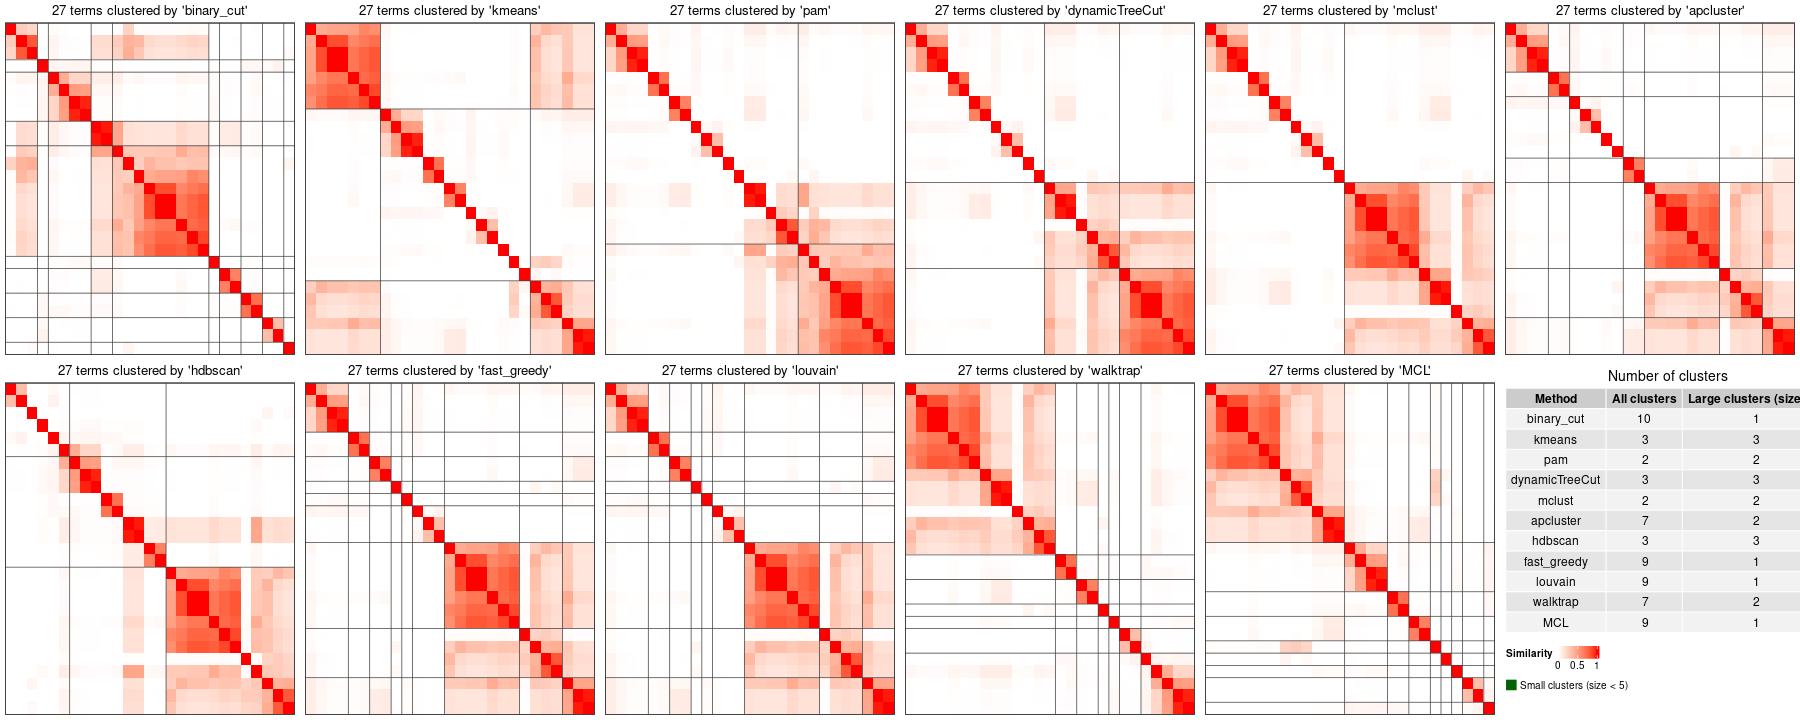 27 terms clustered by 'binary_cut'
27 terms clustered by 'kmeans'
27 terms clustered by 'pam'
27 terms clustered by 'dynamicTreeCut'
27 terms clustered by 'mclust'
27 terms clustered by 'apcluster'
27 terms clustered by 'hdbscan'
27 terms clustered by 'fast_greedy'
27 terms clustered by 'louvain'
27 terms clustered by 'walktrap'
27 terms clustered by 'MCL'
Number of clusters
Method All clusters Large clusters (size
binary_cut 10 1
kmeans 3 3
pam 2 2
dynamicTreeCut 3 3
mclust 2 2
apcluster 7 2
hdbscan 3 3
fast_greedy 9 1
louvain 9 1
walktrap 7 2
MCL 9 1
Similarity
0 0.5 1
Small clusters (size < 5)